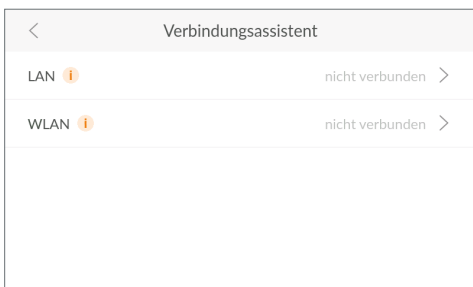 Verbindungsassistent
LAN i nicht verbunden
WLAN i nicht verbunden